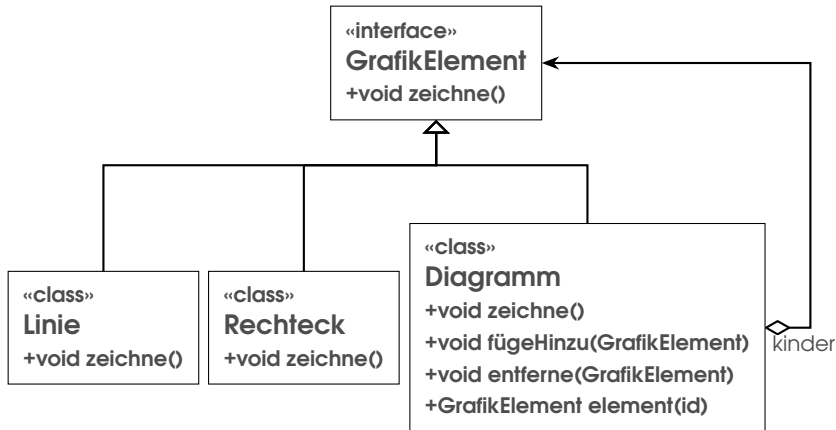 «interface»
GrafikElement
+void zeichne()
«class»
Linie
+void zeichne()
«class»
Rechteck
+void zeichne()
«class»
Diagramm
+void zeichne()
+void fügeHinzu(GrafikElement)
+void entferne(GrafikElement)
+GrafikElement element(id)
kinder